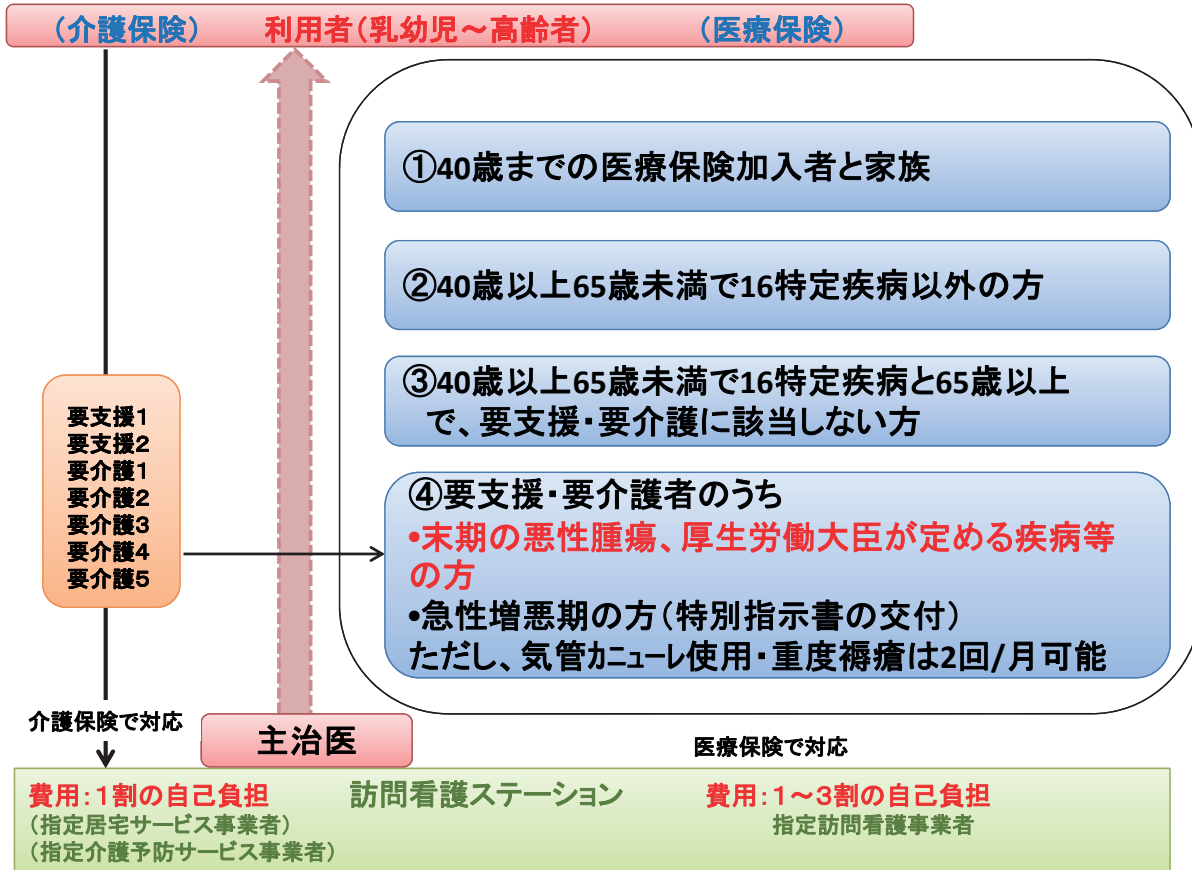 （介護保険） 利用者（乳幼児～高齢者） （医療保険）
①40歳までの医療保険加入者と家族
②40歳以上65歳未満で16特定疾病以外の方
③40歳以上65歳未満で16特定疾病と65歳以上
で、要支援・要介護に該当しない方
要支援1
要支援2
要介護1
要介護2
要介護3
要介護4
要介護5
④要支援・要介護者のうち
•末期の悪性腫瘍、厚生労働大臣が定める疾病等
の方
•急性増悪期の方（特別指示書の交付）
ただし、気管カニューレ使用・重度褥瘡は2回/月可能
介護保険で対応
主治医
医療保険で対応
費用：１割の自己負担 訪問看護ステーション 費用：１～３割の自己負担
（指定居宅サービス事業者） 指定訪問看護事業者
（指定介護予防サービス事業者）